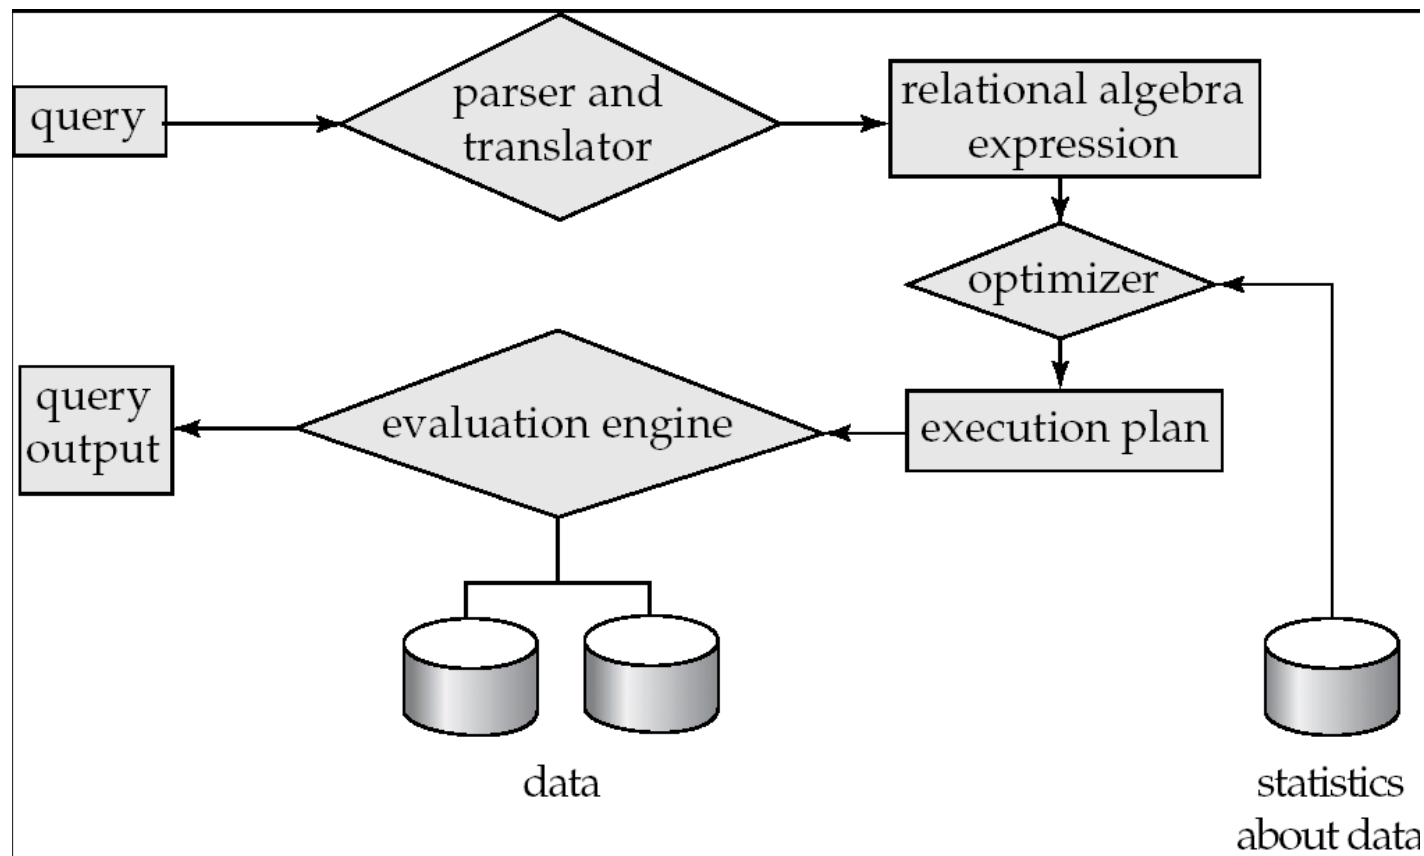 query
parser and
translator
relational algebra
expression
optimizer
query
output
evaluation engine
execution plan
data
statistics
about data